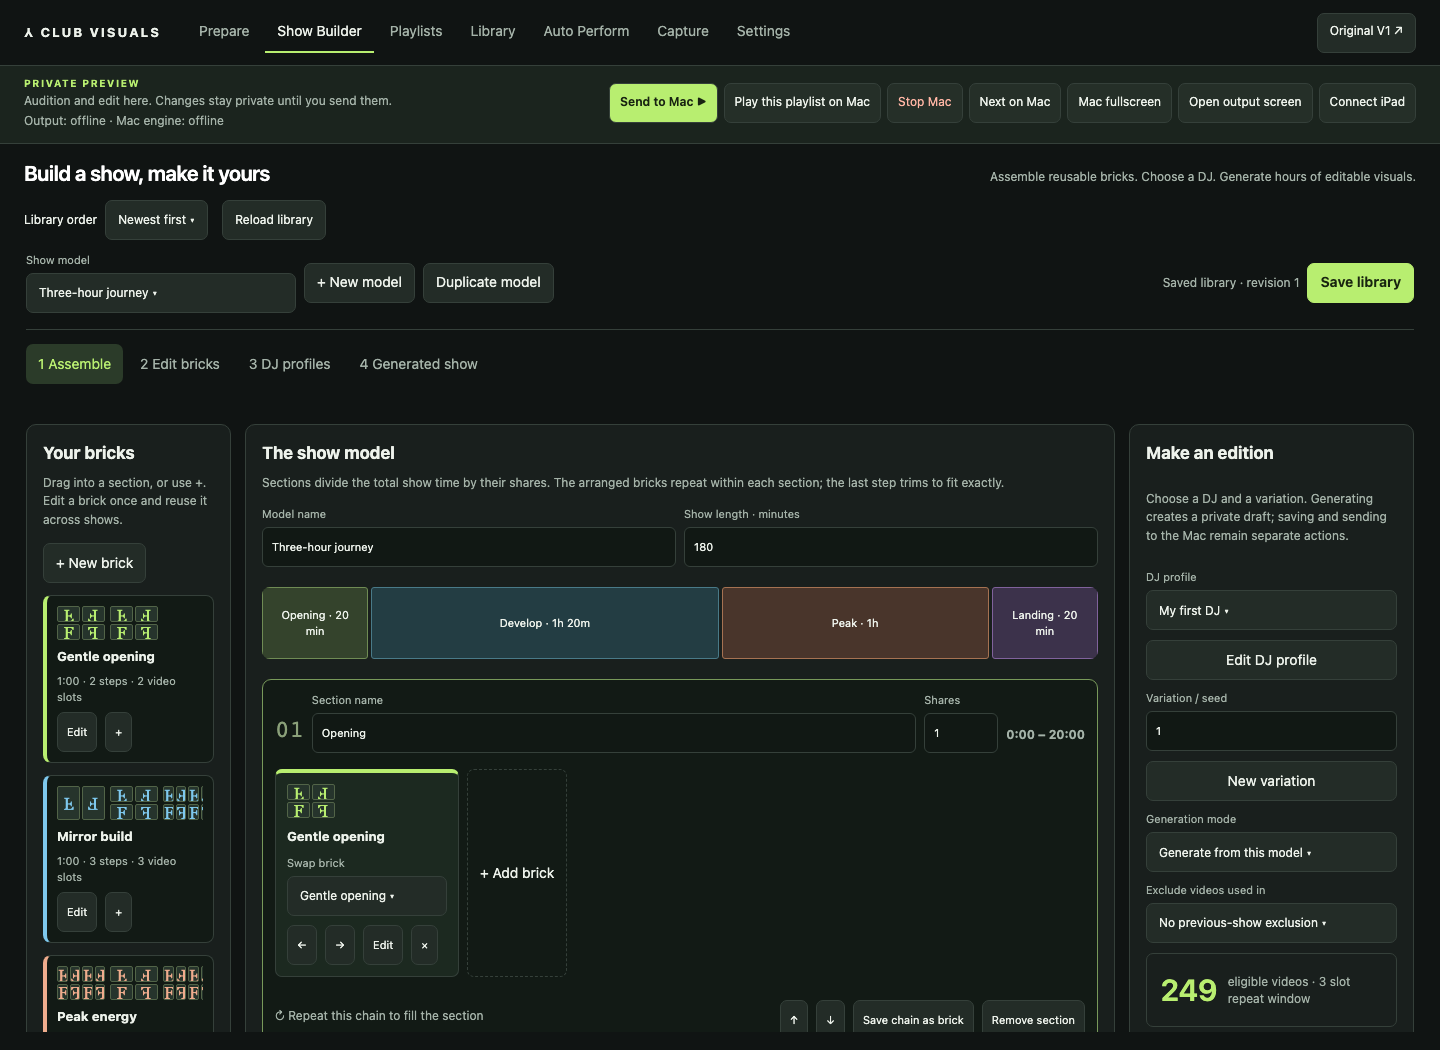 ⅄ CLUB VISUALS
Prepare
Show Builder
Playlists
Library
Auto Perform
Capture
Settings
Original V1 ↗
PRIVATE PREVIEW
Audition and edit here. Changes stay private until you send them.
Output: offline · Mac engine: offline
Send to Mac ▶
Play this playlist on Mac
Stop Mac
Next on Mac
Mac fullscreen
Open output screen
Connect iPad
Build a show, make it yours
Assemble reusable bricks. Choose a DJ. Generate hours of editable visuals.
Library order
Newest first ▾
Reload library
Show model
Three-hour journey ▾
+ New model
Duplicate model
Saved library · revision 1
Save library
1 Assemble
2 Edit bricks
3 DJ profiles
4 Generated show
Your bricks
Drag into a section, or use +.
Edit a brick once and reuse it
across shows.
+ New brick
Gentle opening
1:00 · 2 steps · 2 video
slots
Edit
+
Mirror build
1:00 · 3 steps · 3 video
slots
Edit
+
Peak energy
The show model
Sections divide the total show time by their shares. The arranged bricks repeat within each section; the last step trims to fit exactly.
Model name
Three-hour journey
Show length · minutes
180
Opening · 20
min
Develop · 1h 20m
Peak · 1h
Landing · 20
min
01
Section name
Opening
Shares
1
0:00 – 20:00
Gentle opening
Swap brick
Gentle opening ▾
←
→
Edit
×
+ Add brick
↻ Repeat this chain to fill the section
↑
↓
Save chain as brick
Remove section
Make an edition
Choose a DJ and a variation. Generating
creates a private draft; saving and sending
to the Mac remain separate actions.
DJ profile
My first DJ ▾
Edit DJ profile
Variation / seed
1
New variation
Generation mode
Generate from this model ▾
Exclude videos used in
No previous-show exclusion ▾
249
eligible videos · 3 slot
repeat window